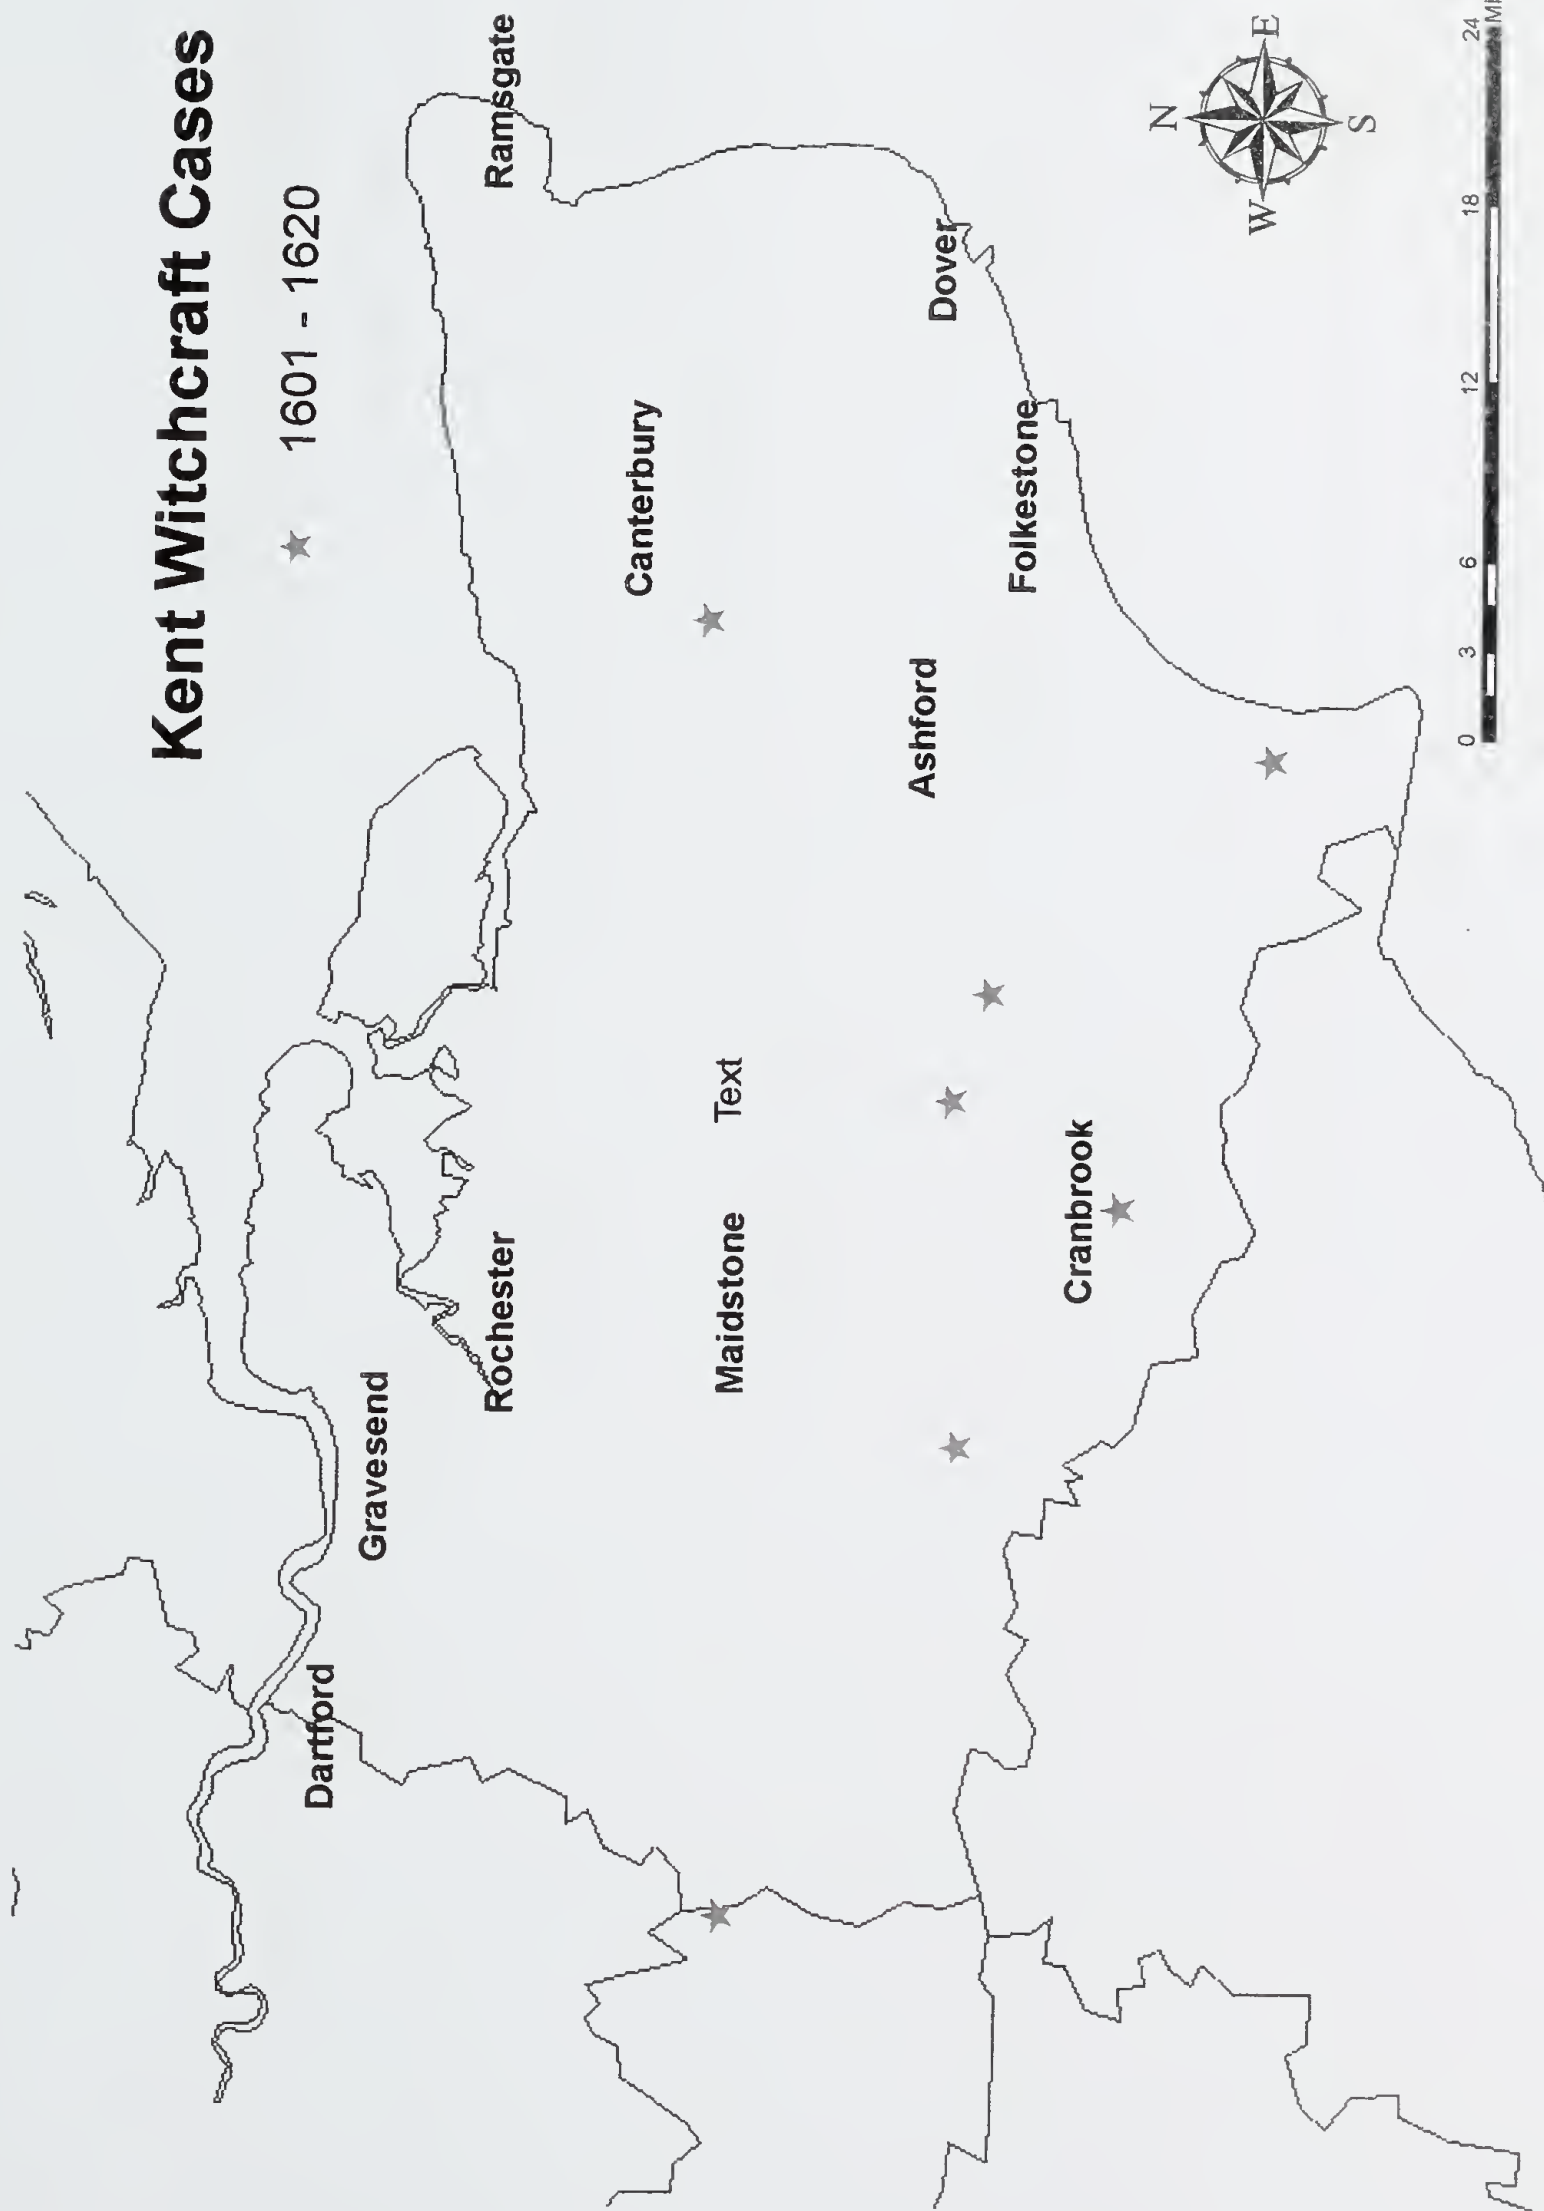 Kent Witchcraft Cases
1601 - 1620
Ramsgate
Gravesend
Dartford
Rochester
Canterbury
Maidstone
Text
Ashford
Dover
Folkestone
Cranbrook
N
W
E
S
0 3 6 12 18 24